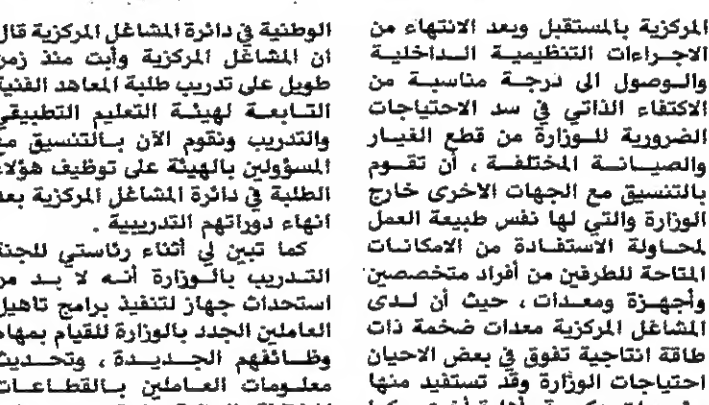 المركزية بالمستقبل وبعد الانتهاء من
الاجراءات التنظيمية الداخلية
والوصول الى درجة مناسبة من
الاكتفاء الذاتي في سد الاحتياجات
الضرورية للوزارة من قطع الغيار
والصيانة المختلفة ، أن تقوم
بالتنسيق مع الجهات الاخرى خارج
الوزارة والتي لها نفس طبيعة العمل
لمحاولة الاستفادة من الامكانات
المتاحة للطرفين من أفراد متخصصين
وأجهزة ومعدات ، حيث أن لدى
المشاغل المركزية معدات ضخمة ذات
طاقة انتاجية تفوق في بعض الاحيان
احتياجات الوزارة وقد تستفيد منها
الوطنية في دائرة المشاغل المركزية قال
ان المشاغل المركزية وأبت منذ زمن
طويل على تدريب طلبة المعاهد الفنية
التابعة لهيئة التعليم التطبيقي
والتدريب ونقوم الآن بالتنسيق مع
المسؤولين بالهيئة على توظيف هؤلاء
الطلبة في دائرة المشاغل المركزية بعد
انهاء دوراتهم التدريبية .
كما تبين لي أثناء رئاستي للجنة
التدريب بالوزارة أنه لا بد من
استحداث جهاز لتنفيذ برامج تاهيل
العاملين الجدد بالوزارة للقيام بمهام
وظائفهم الجديدة ، وتحديث
معلومات العاملين بالقطاعات